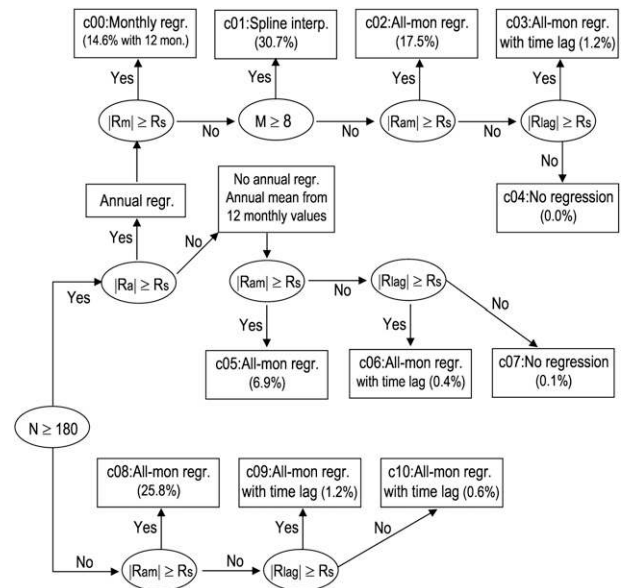 c00:Monthly regr.
(14.6% with 12 mon.)
c01:Spline interp.
(30.7%)
c02:All-mon regr.
(17.5%)
c03:All-mon regr.
with time lag (1.2%)
Yes
Yes
Yes
Yes
|Rm| ≥ Rs
No
M ≥ 8
No
|Ram| ≥ Rs
No
|Rlag| ≥ Rs
No
c04:No regression
(0.0%)
Annual regr.
No annual regr.
Annual mean from
12 monthly values
Yes
No
Yes
|Ra| ≥ Rs
|Ram| ≥ Rs
No
|Rlag| ≥ Rs
No
Yes
Yes
c05:All-mon regr.
(6.9%)
c06:All-mon regr.
with time lag (0.4%)
c07:No regression
(0.1%)
N ≥ 180
c08:All-mon regr.
(25.8%)
c09:All-mon regr.
with time lag (1.2%)
c10:All-mon regr.
with time lag (0.6%)
Yes
Yes
No
No
|Ram| ≥ Rs
No
|Rlag| ≥ Rs